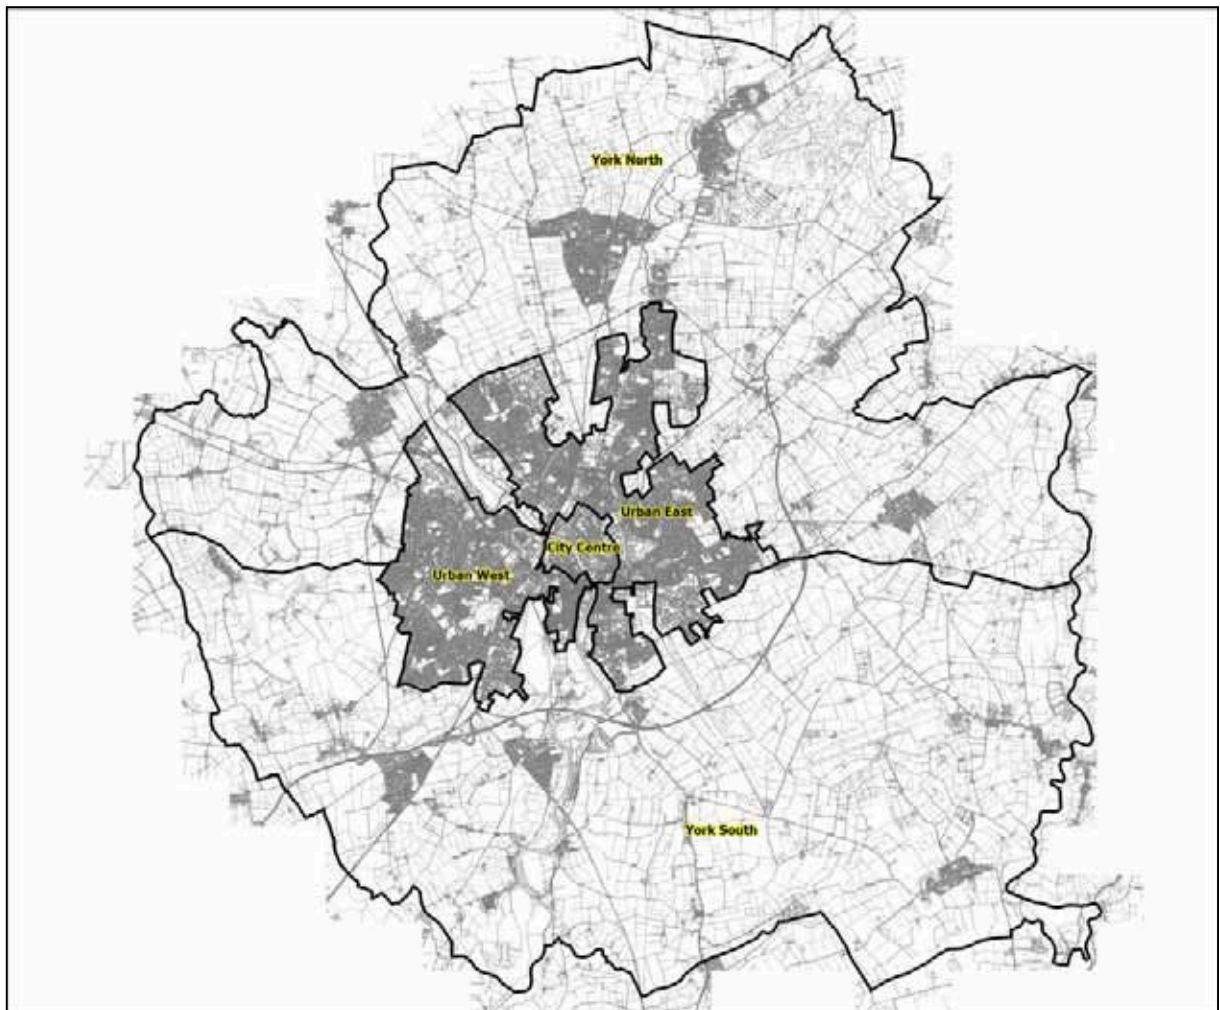 York North
Urban East
City Centre
Urban West
York South